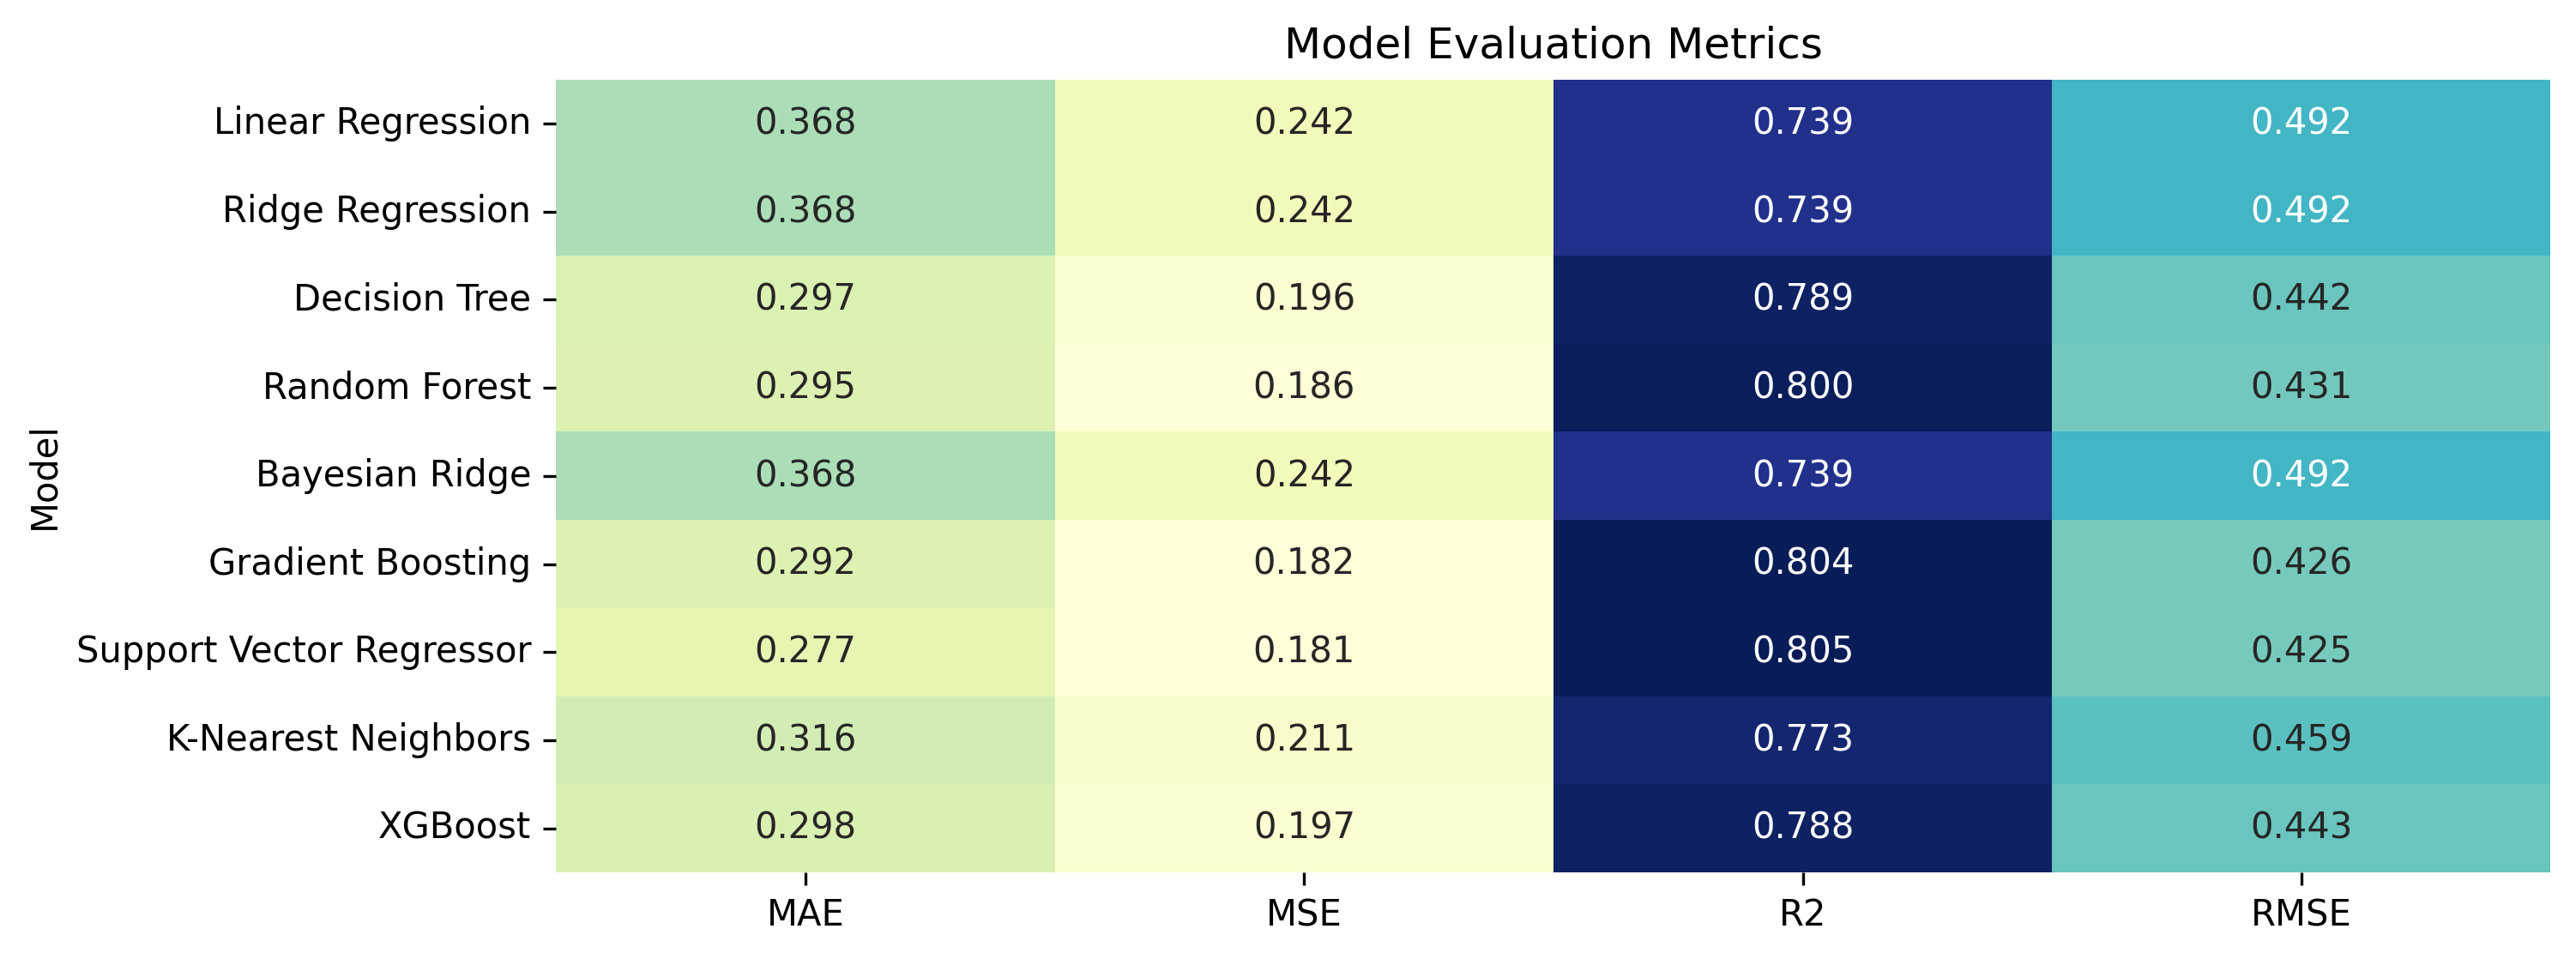 Model Evaluation Metrics
Model
Linear Regression 0.368 0.242 0.739 0.492
Ridge Regression 0.368 0.242 0.739 0.492
Decision Tree 0.297 0.196 0.789 0.442
Random Forest 0.295 0.186 0.800 0.431
Bayesian Ridge 0.368 0.242 0.739 0.492
Gradient Boosting 0.292 0.182 0.804 0.426
Support Vector Regressor 0.277 0.181 0.805 0.425
K-Nearest Neighbors 0.316 0.211 0.773 0.459
XGBoost 0.298 0.197 0.788 0.443
MAE MSE R2 RMSE